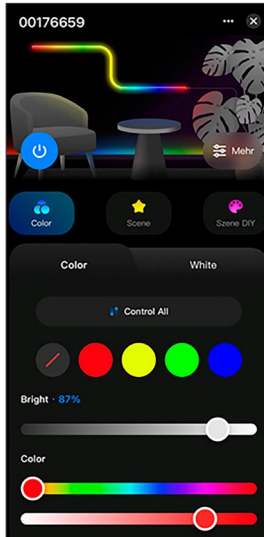 00176659
Mehr
Color
Scene
Szene DIY
Color
White
Control All
Bright · 87%
Color